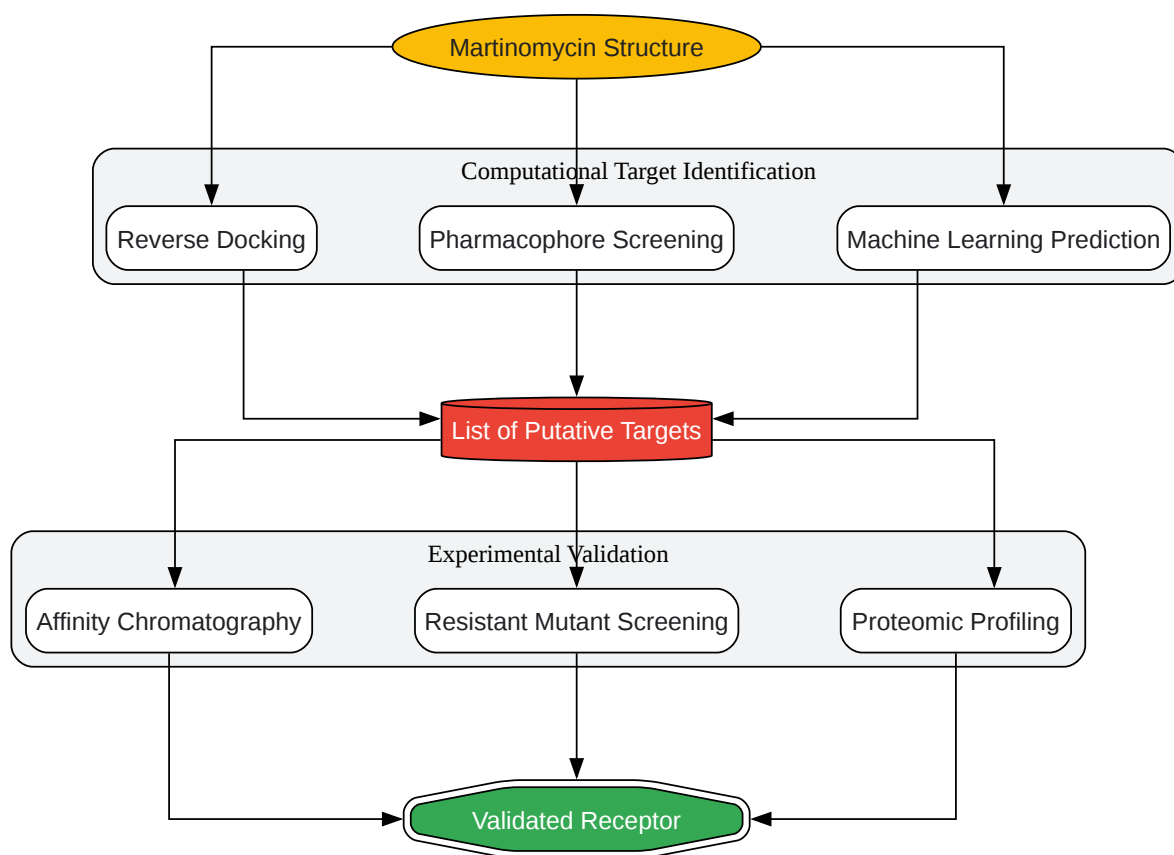 Martinomycin Structure
Computational Target Identification
Reverse Docking
Pharmacophore Screening
Machine Learning Prediction
List of Putative Targets
Experimental Validation
Affinity Chromatography
Resistant Mutant Screening
Proteomic Profiling
Validated Receptor